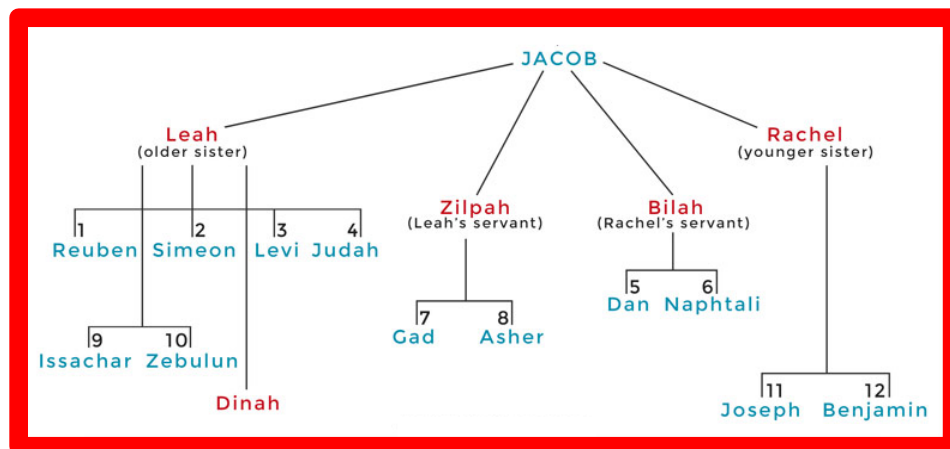 JACOB
Leah
(older sister)
Rachel
(younger sister)
Zilpah
(Leah's servant)
Bilah
(Rachel's servant)
1 2 3 4
Reuben Simeon Levi Judah
5 6
Dan Naphtali
7 8
Gad Asher
9 10
Issachar Zebulun
Dinah
11 12
Joseph Benjamin